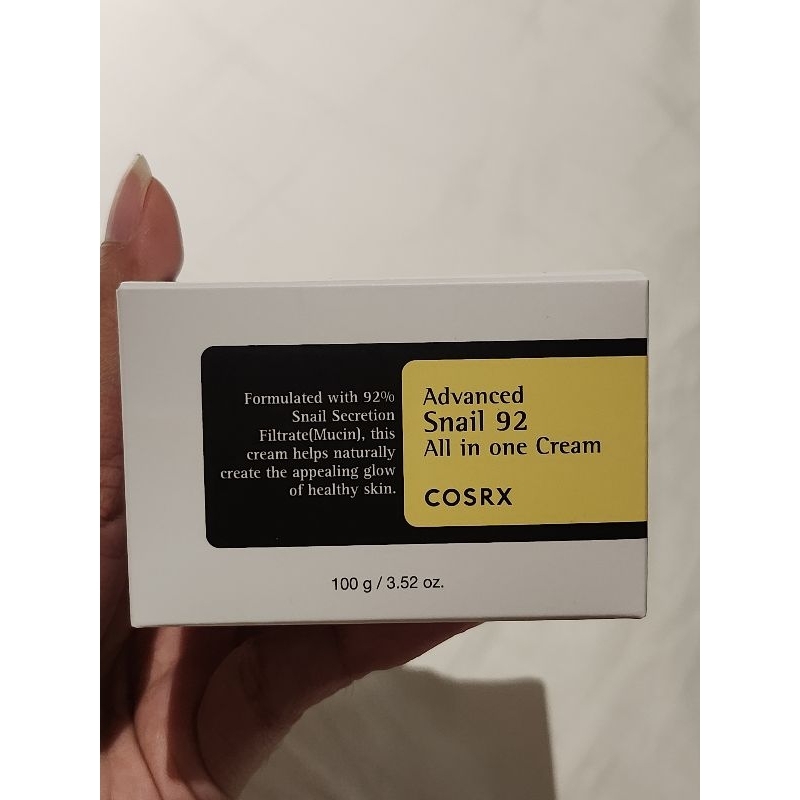 Formulated with 92%
Snail Secretion
Filtrate(Mucin), this
cream helps naturally
create the appealing glow
of healthy skin.
Advanced
Snail 92
All in one Cream
COSRX
100 g / 3.52 oz.